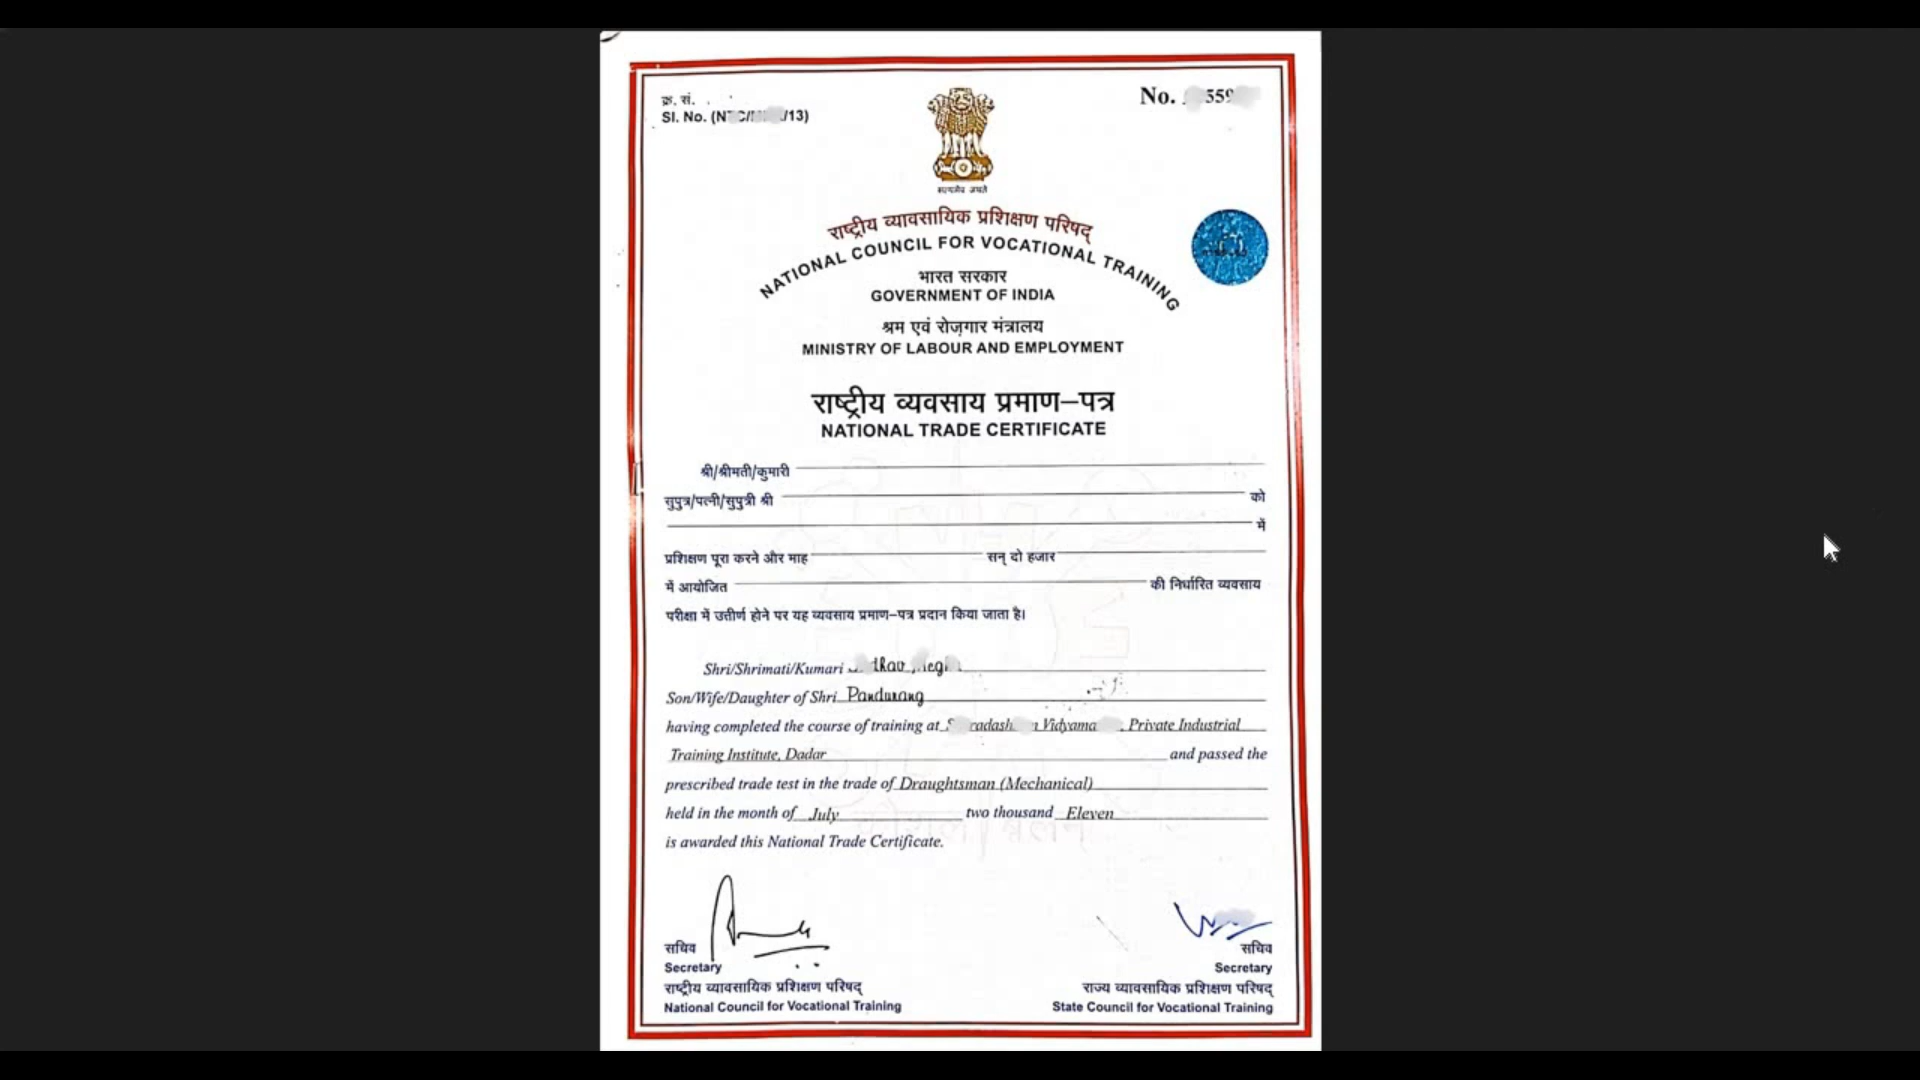 क्र. सं.
Sl. No. (NTC/ /13)
No. 559
सत्यमेव जयते
राष्ट्रीय व्यावसायिक प्रशिक्षण परिषद्
NATIONAL COUNCIL FOR VOCATIONAL TRAINING
भारत सरकार
GOVERNMENT OF INDIA
श्रम एवं रोज़गार मंत्रालय
MINISTRY OF LABOUR AND EMPLOYMENT
राष्ट्रीय व्यवसाय प्रमाण–पत्र
NATIONAL TRADE CERTIFICATE
श्री/श्रीमती/कुमारी
सुपुत्र/पत्नी/सुपुत्री श्री को
में
प्रशिक्षण पूरा करने और माह सन् दो हजार
में आयोजित की निर्धारित व्यवसाय
परीक्षा में उत्तीर्ण होने पर यह व्यवसाय प्रमाण–पत्र प्रदान किया जाता है।
Shri/Shrimati/Kumari
Son/Wife/Daughter of Shri Pandurang
having completed the course of training at Private Industrial
Training Institute, Dadar and passed the
prescribed trade test in the trade of Draughtsman (Mechanical)
held in the month of July two thousand Eleven
is awarded this National Trade Certificate.
सचिव
Secretary
राष्ट्रीय व्यावसायिक प्रशिक्षण परिषद्
National Council for Vocational Training
सचिव
Secretary
राज्य व्यावसायिक प्रशिक्षण परिषद्
State Council for Vocational Training